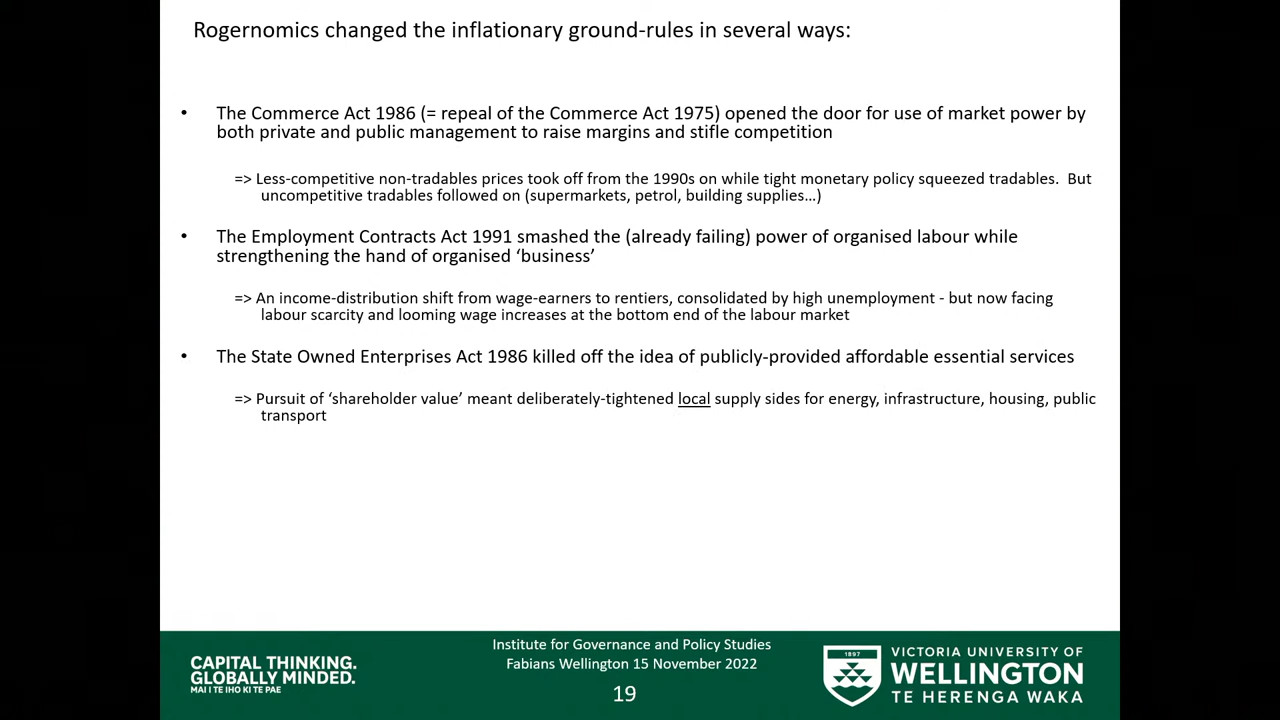 Rogernomics changed the inflationary ground-rules in several ways:
• The Commerce Act 1986 (= repeal of the Commerce Act 1975) opened the door for use of market power by
both private and public management to raise margins and stifle competition
=> Less-competitive non-tradables prices took off from the 1990s on while tight monetary policy squeezed tradables. But
uncompetitive tradables followed on (supermarkets, petrol, building supplies...)
• The Employment Contracts Act 1991 smashed the (already failing) power of organised labour while
strengthening the hand of organised ‘business’
=> An income-distribution shift from wage-earners to rentiers, consolidated by high unemployment - but now facing
labour scarcity and looming wage increases at the bottom end of the labour market
• The State Owned Enterprises Act 1986 killed off the idea of publicly-provided affordable essential services
=> Pursuit of ‘shareholder value’ meant deliberately-tightened local supply sides for energy, infrastructure, housing, public
transport
CAPITAL THINKING.
GLOBALLY MINDED.
MAI I TE IHO KI TE PAE
Institute for Governance and Policy Studies
Fabians Wellington 15 November 2022
19
1897
VICTORIA UNIVERSITY OF
WELLINGTON
TE HERENGA WAKA